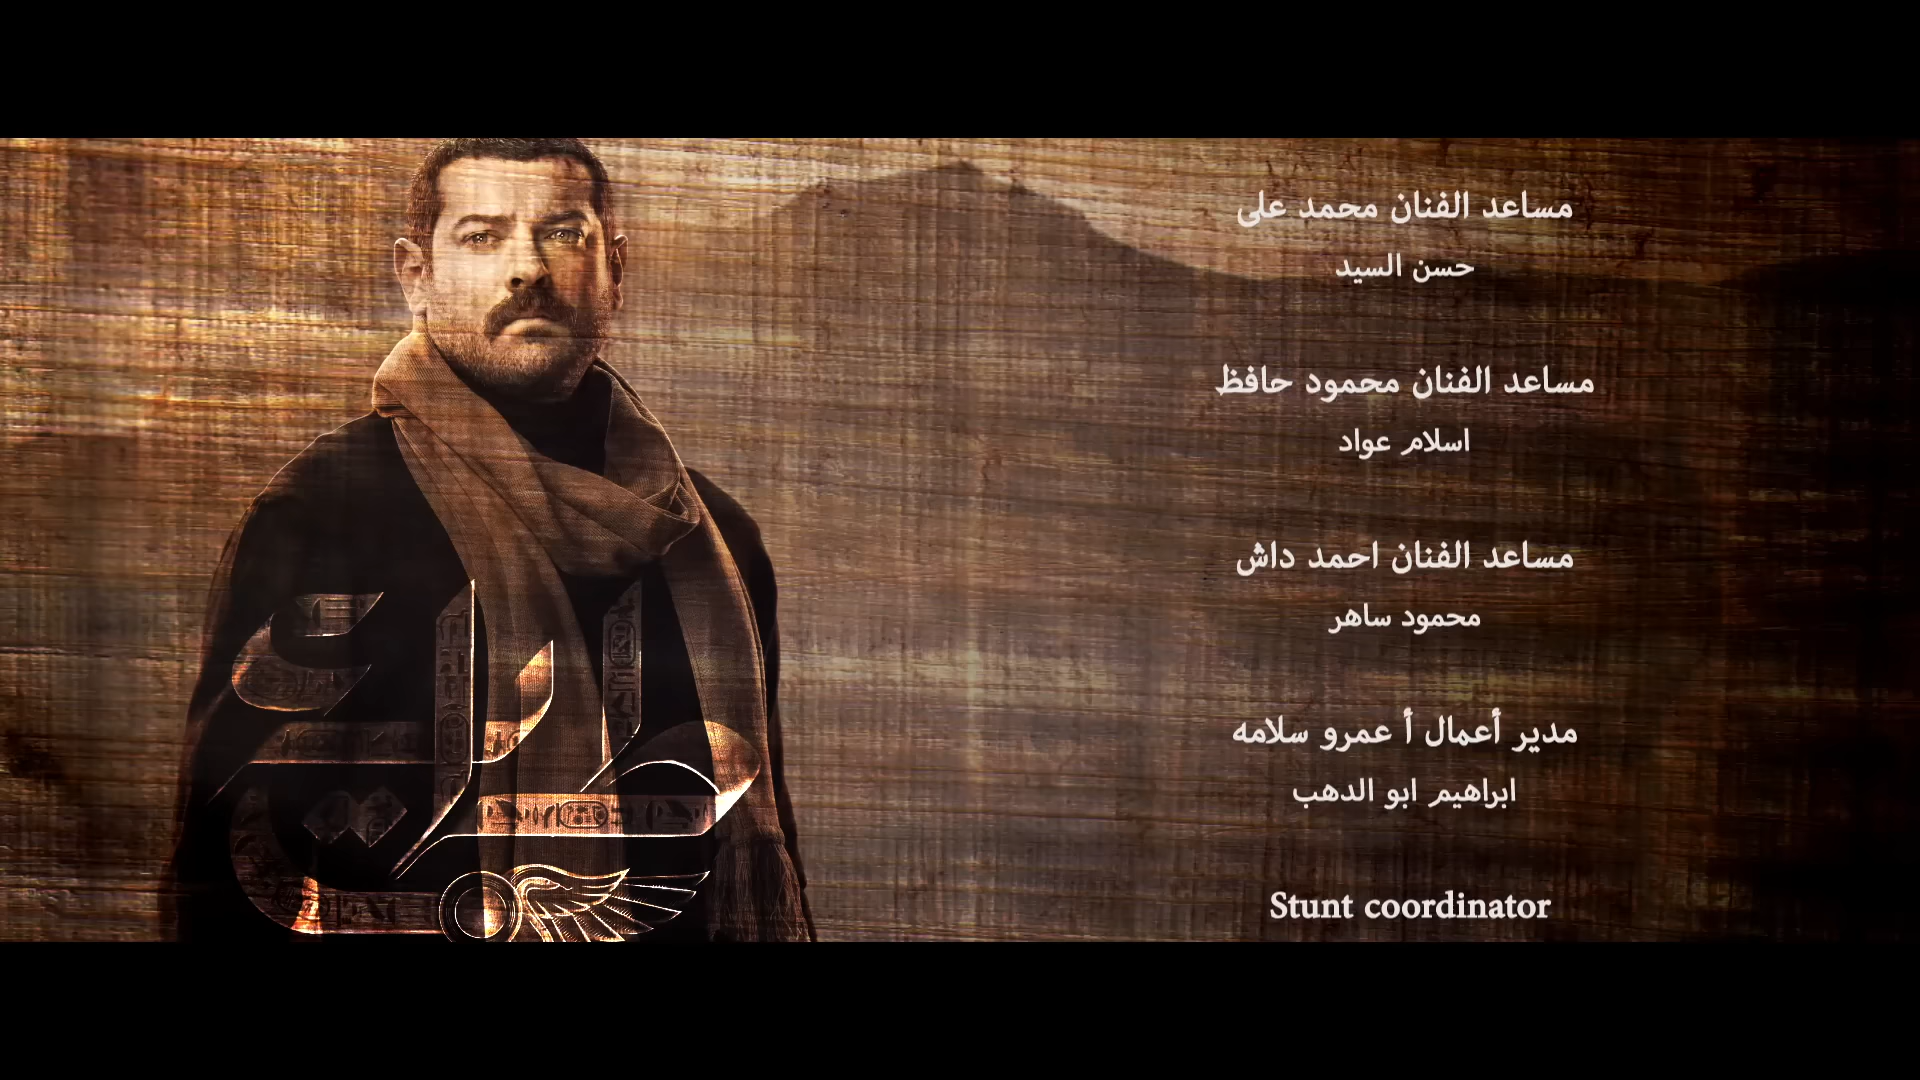 مساعد الفنان محمد على
حسن السيد
مساعد الفنان محمود حافظ
اسلام عواد
مساعد الفنان احمد داش
محمود ساهر
مدير أعمال أ عمرو سلامه
ابراهيم ابو الدهب
Stunt coordinator